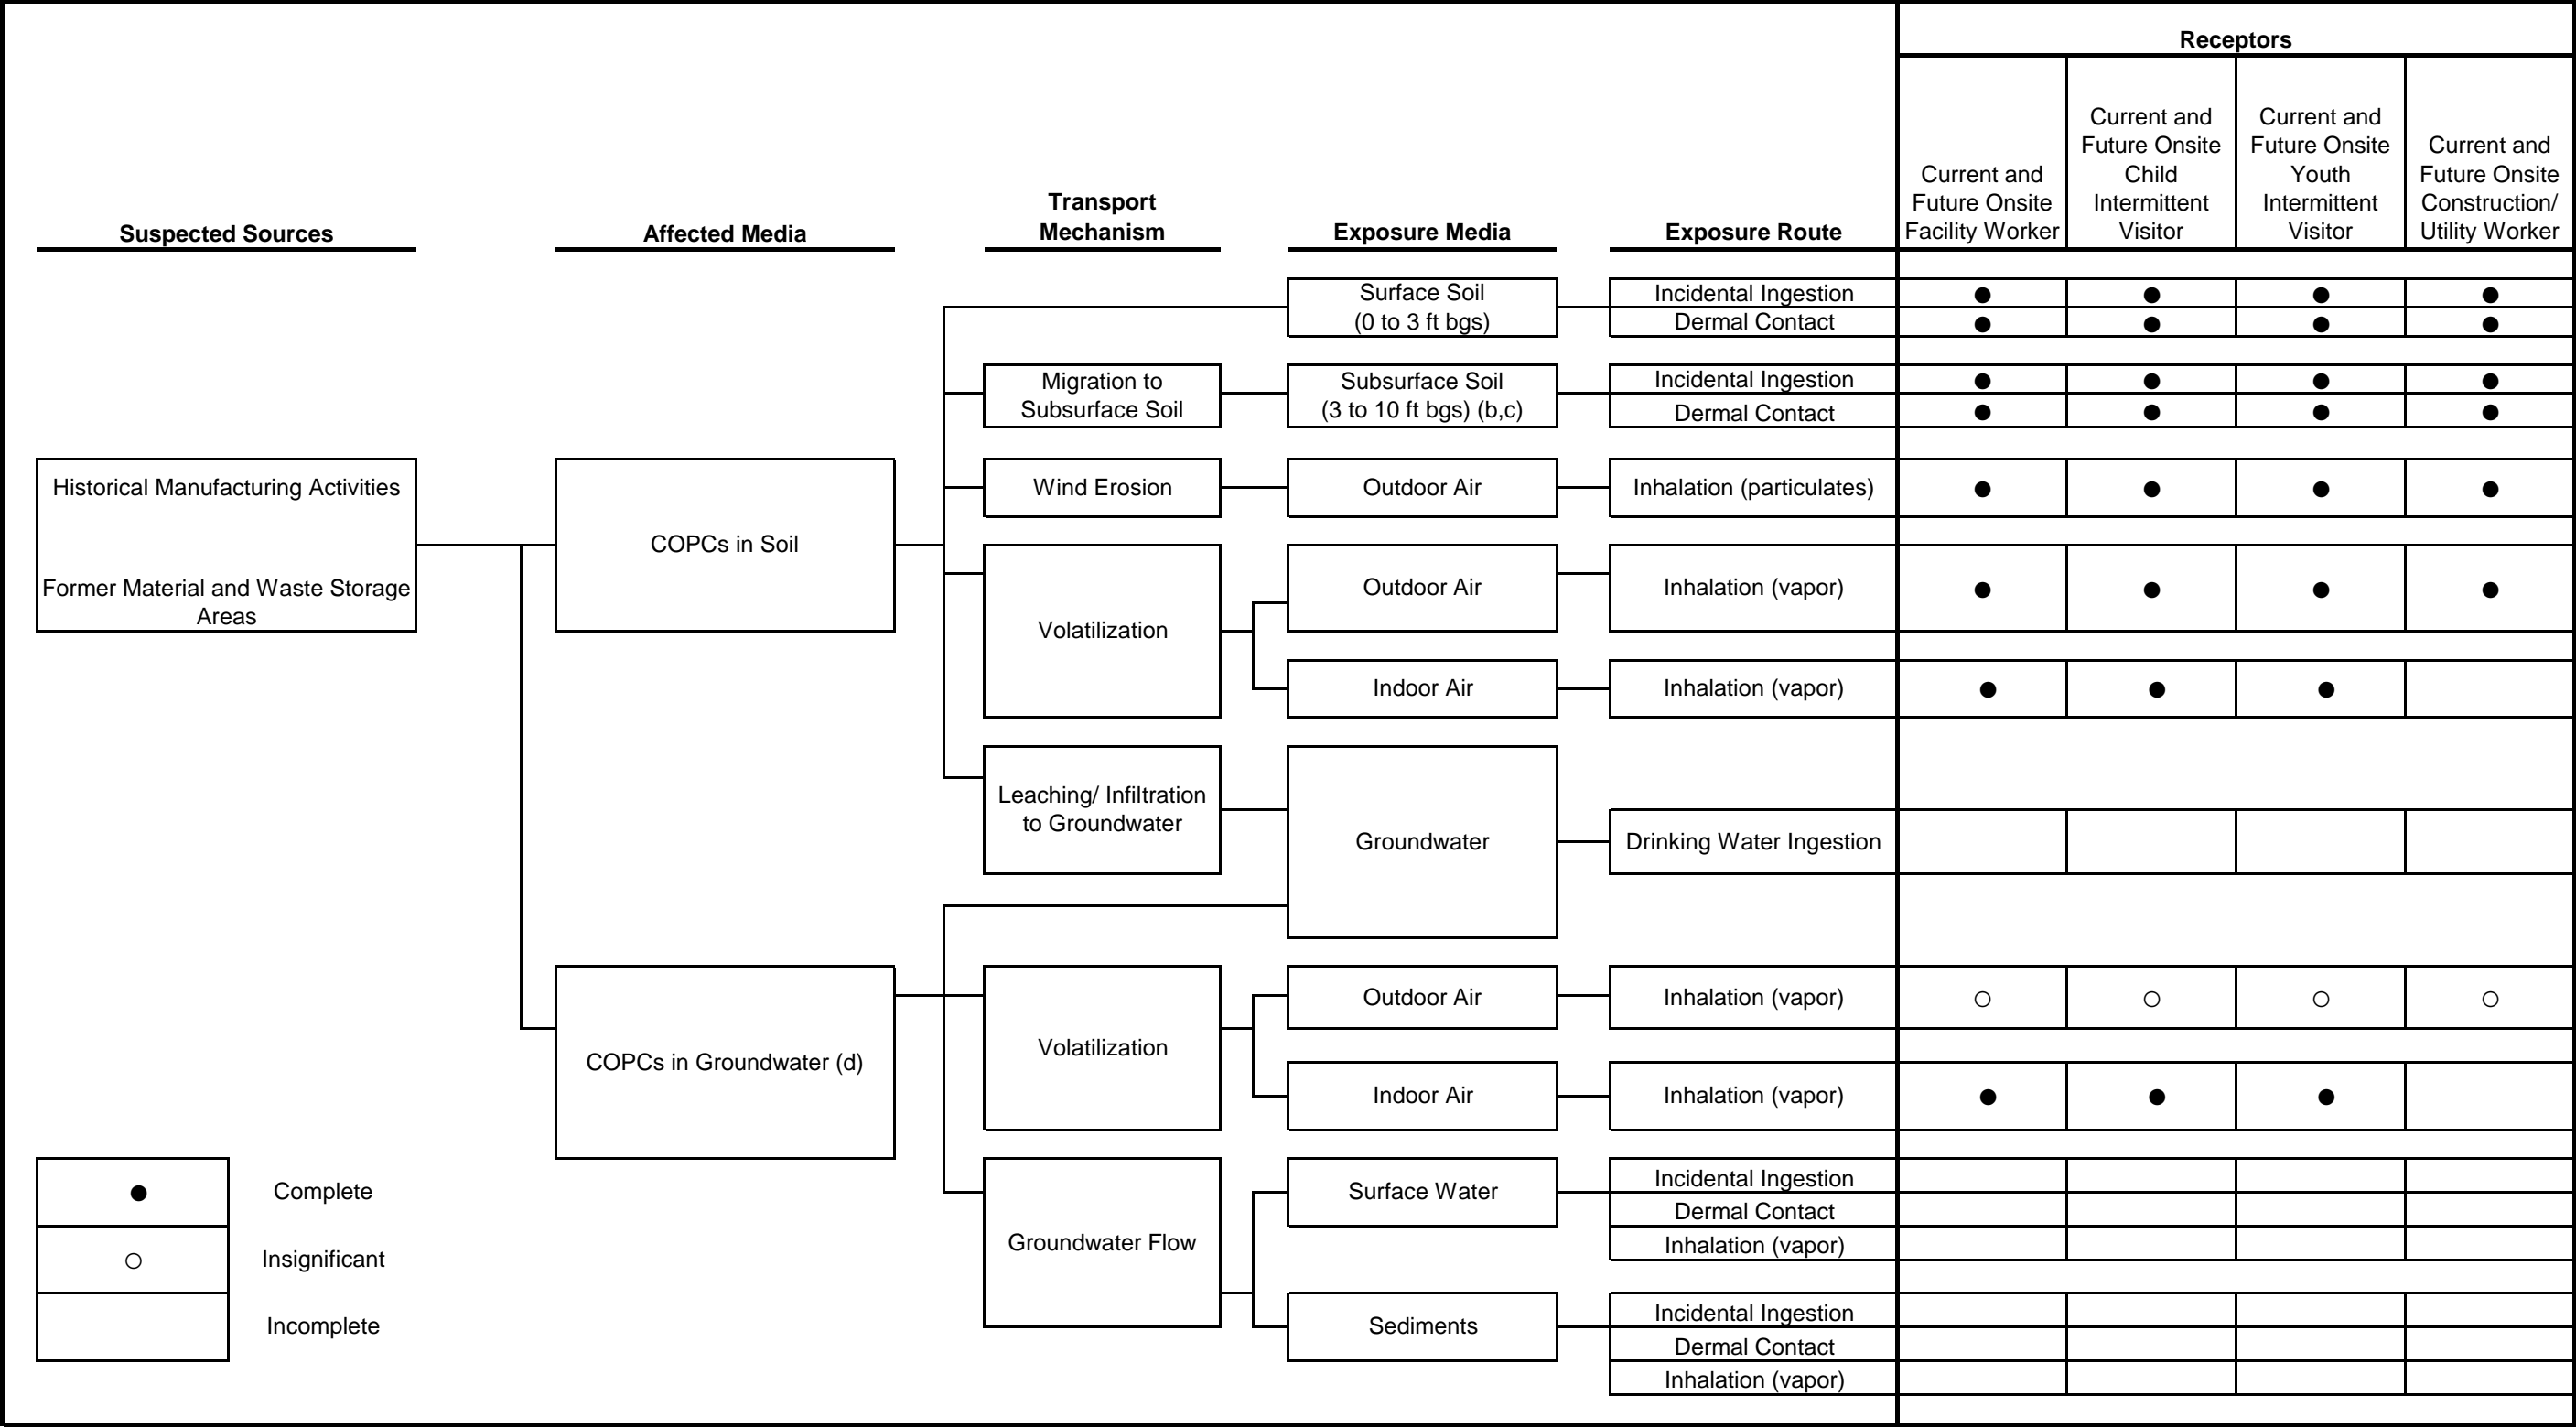 Receptors
Current and
Future Onsite
Facility Worker
Current and
Future Onsite
Child
Intermittent
Visitor
Current and
Future Onsite
Youth
Intermittent
Visitor
Current and
Future Onsite
Construction/
Utility Worker
Suspected Sources
Affected Media
Transport
Mechanism
Exposure Media
Exposure Route
Surface Soil
(0 to 3 ft bgs)
Incidental Ingestion
● ● ● ●
Dermal Contact
● ● ● ●
Migration to
Subsurface Soil
Subsurface Soil
(3 to 10 ft bgs) (b,c)
Incidental Ingestion
● ● ● ●
Dermal Contact
● ● ● ●
Historical Manufacturing Activities
Former Material and Waste Storage
Areas
COPCs in Soil
Wind Erosion
Outdoor Air
Inhalation (particulates)
● ● ● ●
Volatilization
Outdoor Air
Inhalation (vapor)
● ● ● ●
Indoor Air
Inhalation (vapor)
● ● ●
Leaching/ Infiltration
to Groundwater
Groundwater
Drinking Water Ingestion
COPCs in Groundwater (d)
Volatilization
Outdoor Air
Inhalation (vapor)
○ ○ ○ ○
Indoor Air
Inhalation (vapor)
● ● ●
Groundwater Flow
Surface Water
Incidental Ingestion
Dermal Contact
Inhalation (vapor)
Sediments
Incidental Ingestion
Dermal Contact
Inhalation (vapor)
● Complete
○ Insignificant
Incomplete